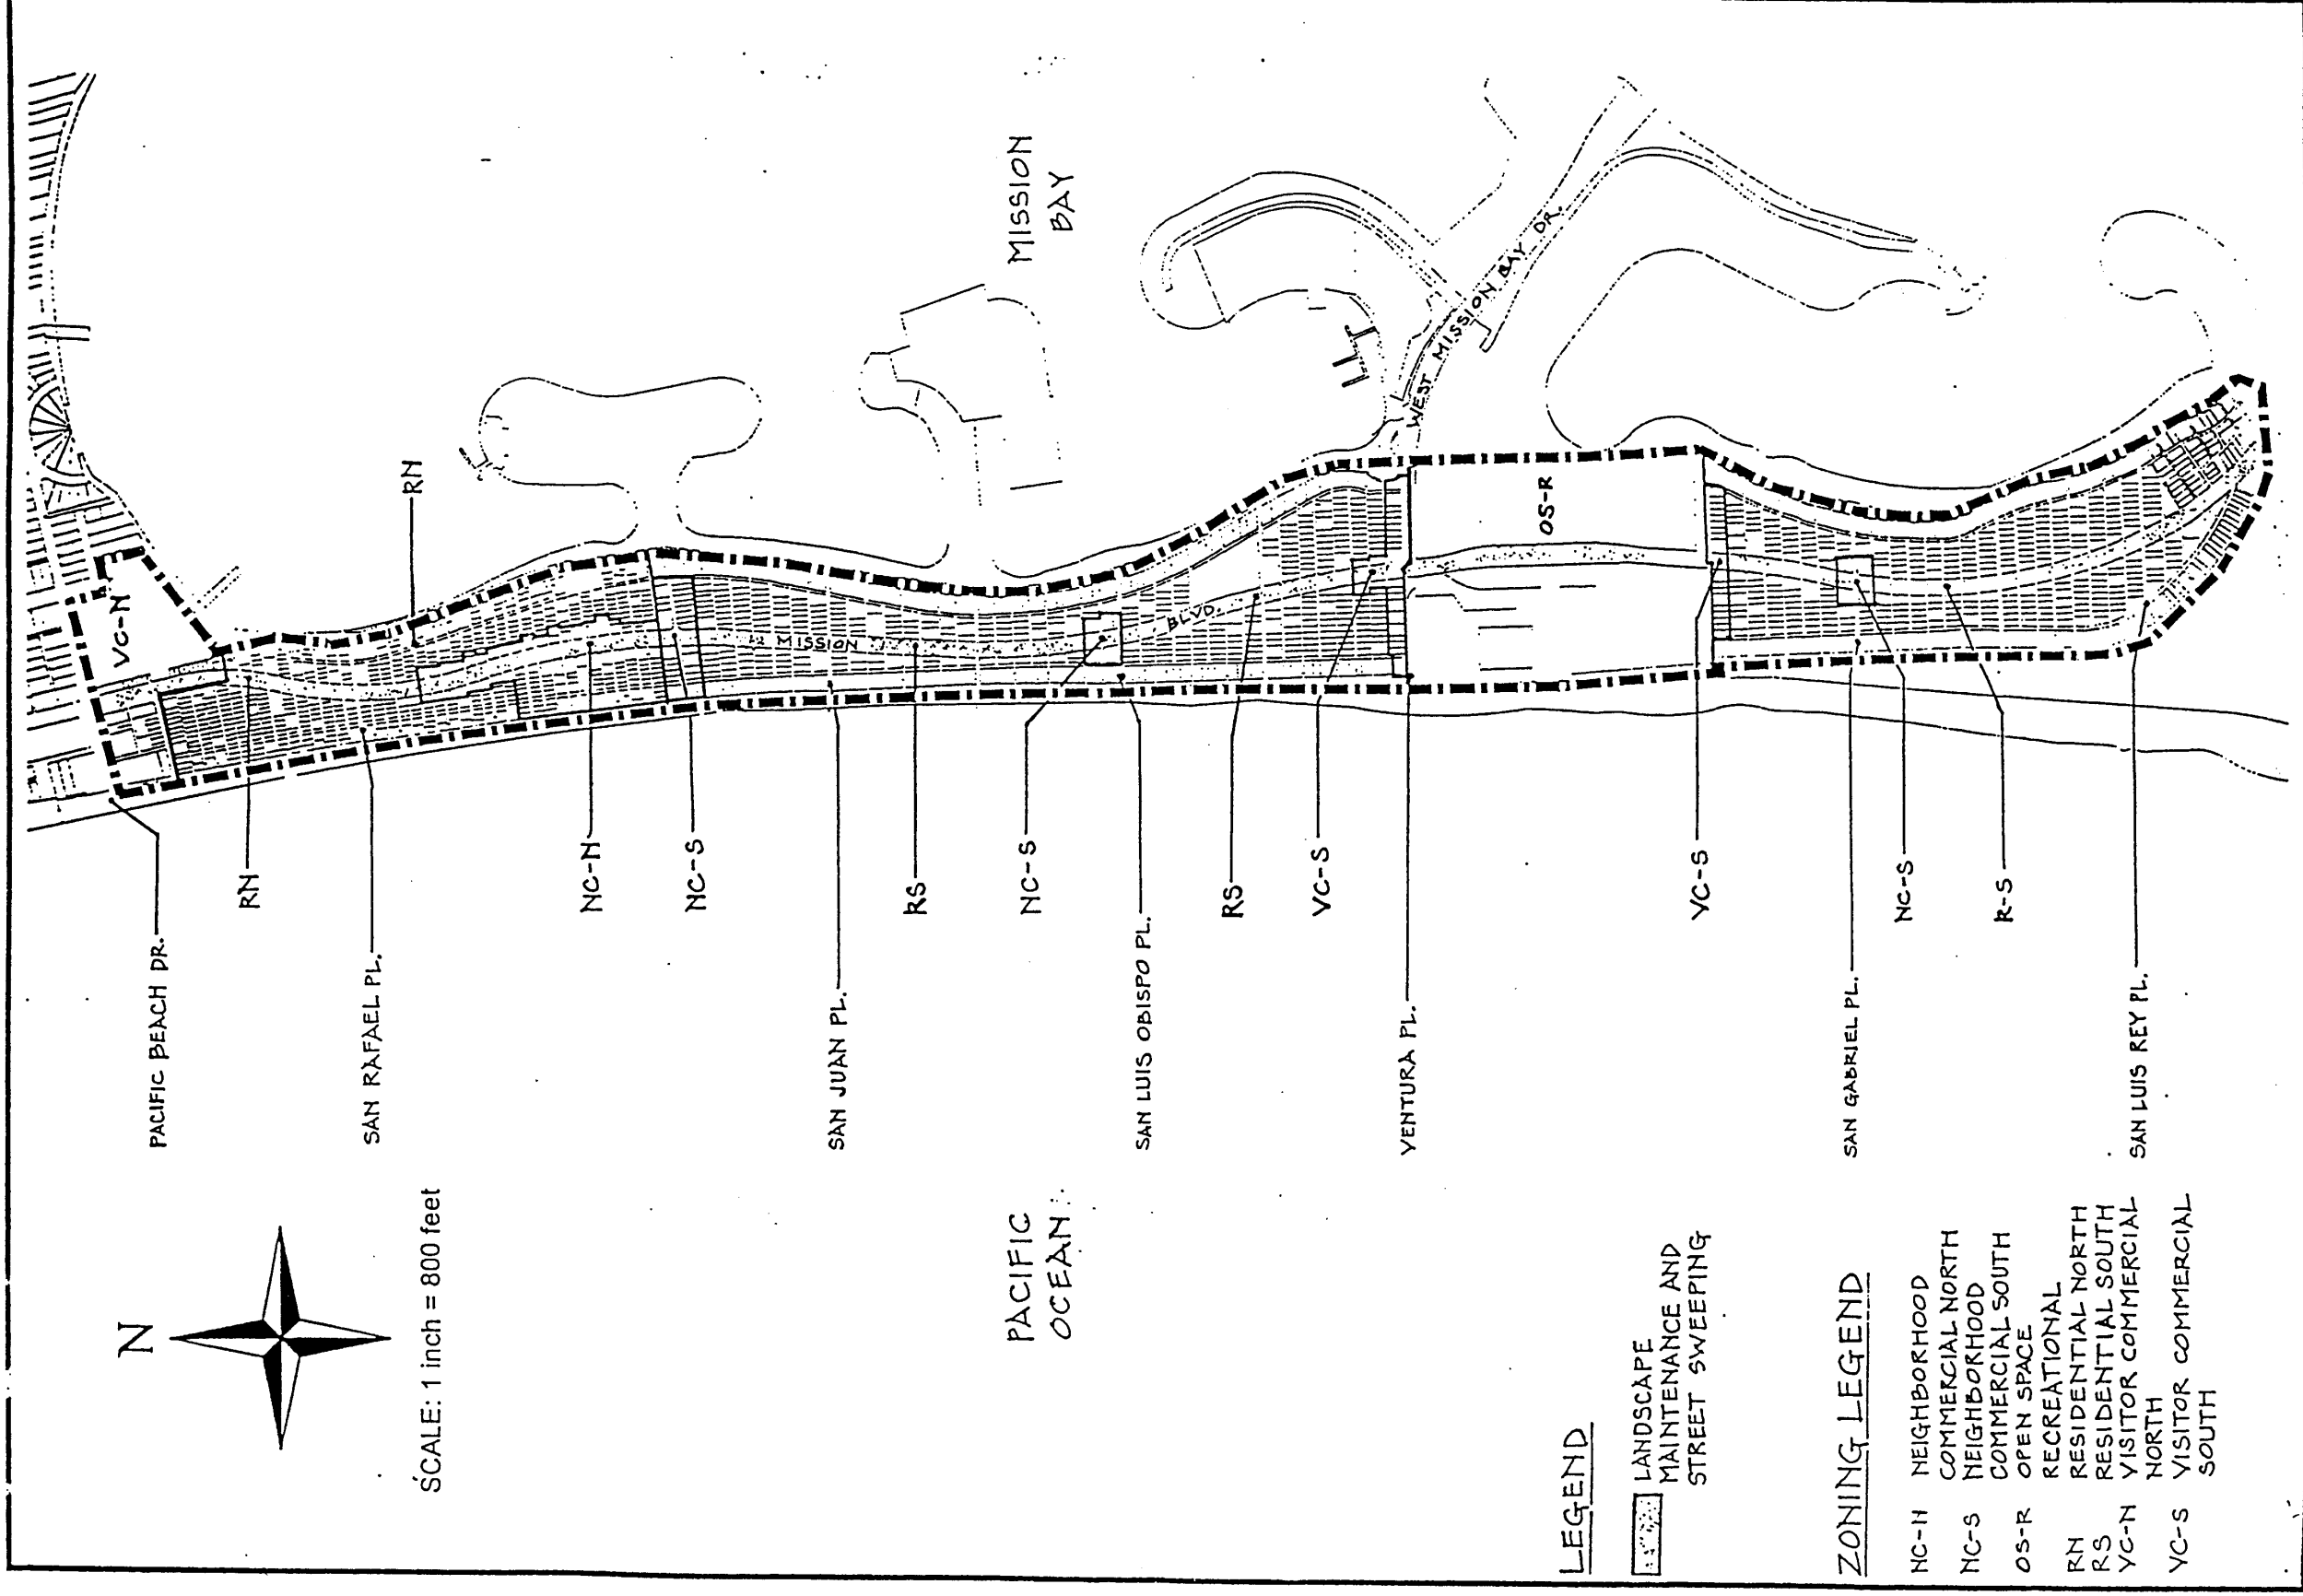 N
SCALE: 1 inch = 800 feet
PACIFIC BEACH DR.
SAN RAFAEL PL.
SAN JUAN PL.
SAN LUIS OBISPO PL.
VENTURA PL.
SAN GABRIEL PL.
SAN LUIS REY PL.
RN
NC-N
NC-S
RS
NC-S
RS
VC-S
VC-S
NC-S
R-S
VC-N
RN
MISSION
BLVD.
OS-R
WEST MISSION BAY DR.
MISSION
BAY
PACIFIC
OCEAN
LEGEND
LANDSCAPE
MAINTENANCE AND
STREET SWEEPING
ZONING LEGEND
NC-N NEIGHBORHOOD
COMMERCIAL NORTH
NC-S NEIGHBORHOOD
COMMERCIAL SOUTH
OS-R OPEN SPACE
RECREATIONAL
RN RESIDENTIAL NORTH
RS RESIDENTIAL SOUTH
VC-N VISITOR COMMERCIAL
NORTH
VC-S VISITOR COMMERCIAL
SOUTH